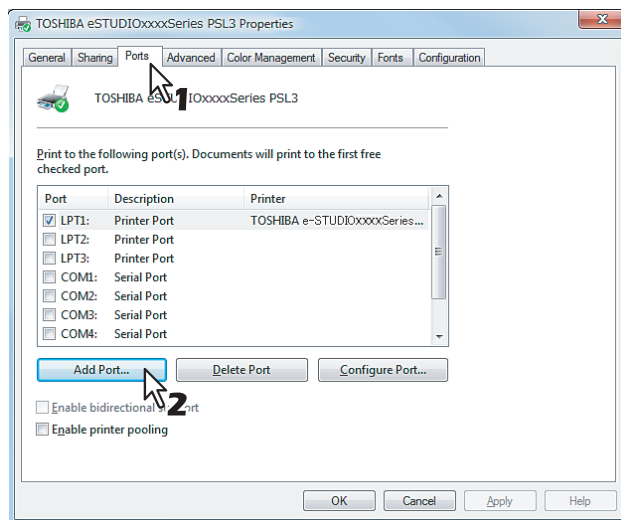 TOSHIBA eSTUDIOxxxxSeries PSL3 Properties
General Sharing Ports Advanced Color Management Security Fonts Configuration
1
TOSHIBA eSTUDIOxxxxSeries PSL3
Print to the following port(s). Documents will print to the first free
checked port.
Port Description Printer
LPT1: Printer Port TOSHIBA e-STUDIOxxxxSeries...
LPT2: Printer Port
LPT3: Printer Port
COM1: Serial Port
COM2: Serial Port
COM3: Serial Port
COM4: Serial Port
Add Port... Delete Port Configure Port...
2
Enable bidirectional support
Enable printer pooling
OK Cancel Apply Help